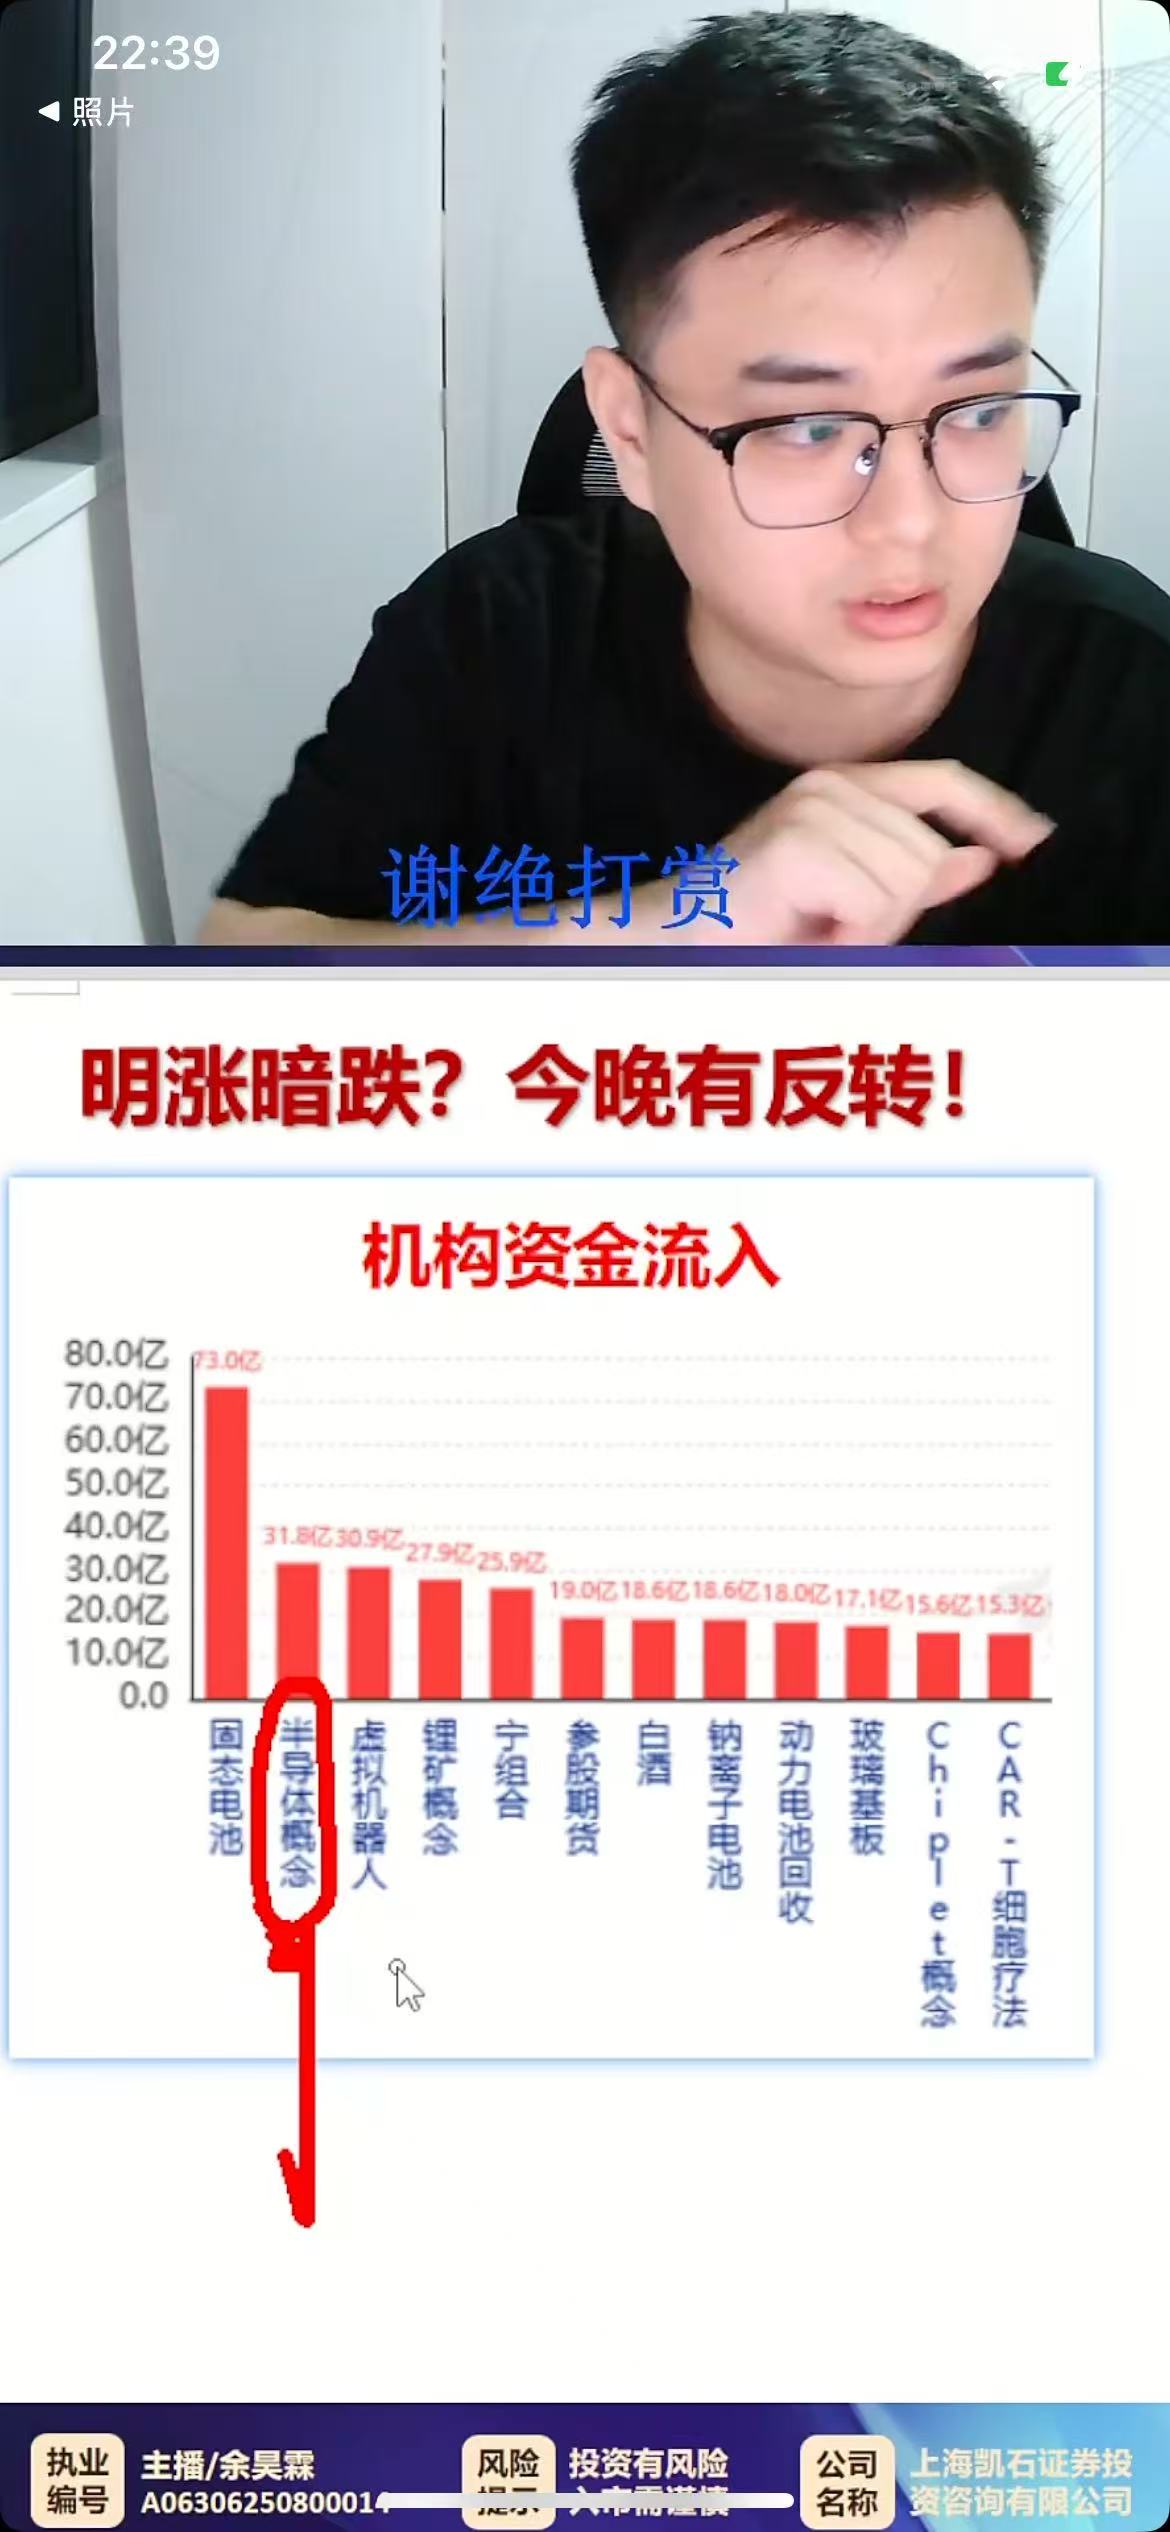 22:39
◀ 照片
谢绝打赏
明涨暗跌？今晚有反转！
机构资金流入
80.0亿
70.0亿
60.0亿
50.0亿
40.0亿
30.0亿
20.0亿
10.0亿
0.0
73.0亿
31.8亿
30.9亿
27.9亿
25.9亿
19.0亿
18.6亿
18.6亿
18.0亿
17.1亿
15.6亿
15.3亿
固态电池
半导体概念
虚拟机器人
锂矿概念
宁组合
参股期货
白酒
钠离子电池
动力电池回收
玻璃基板
Chiplet概念
CAR-T细胞疗法
执业
编号
主播/余昊霖
A0630625080001
风险
提示
投资有风险
入市需谨慎
公司
名称
上海凯石证券投
资咨询有限公司